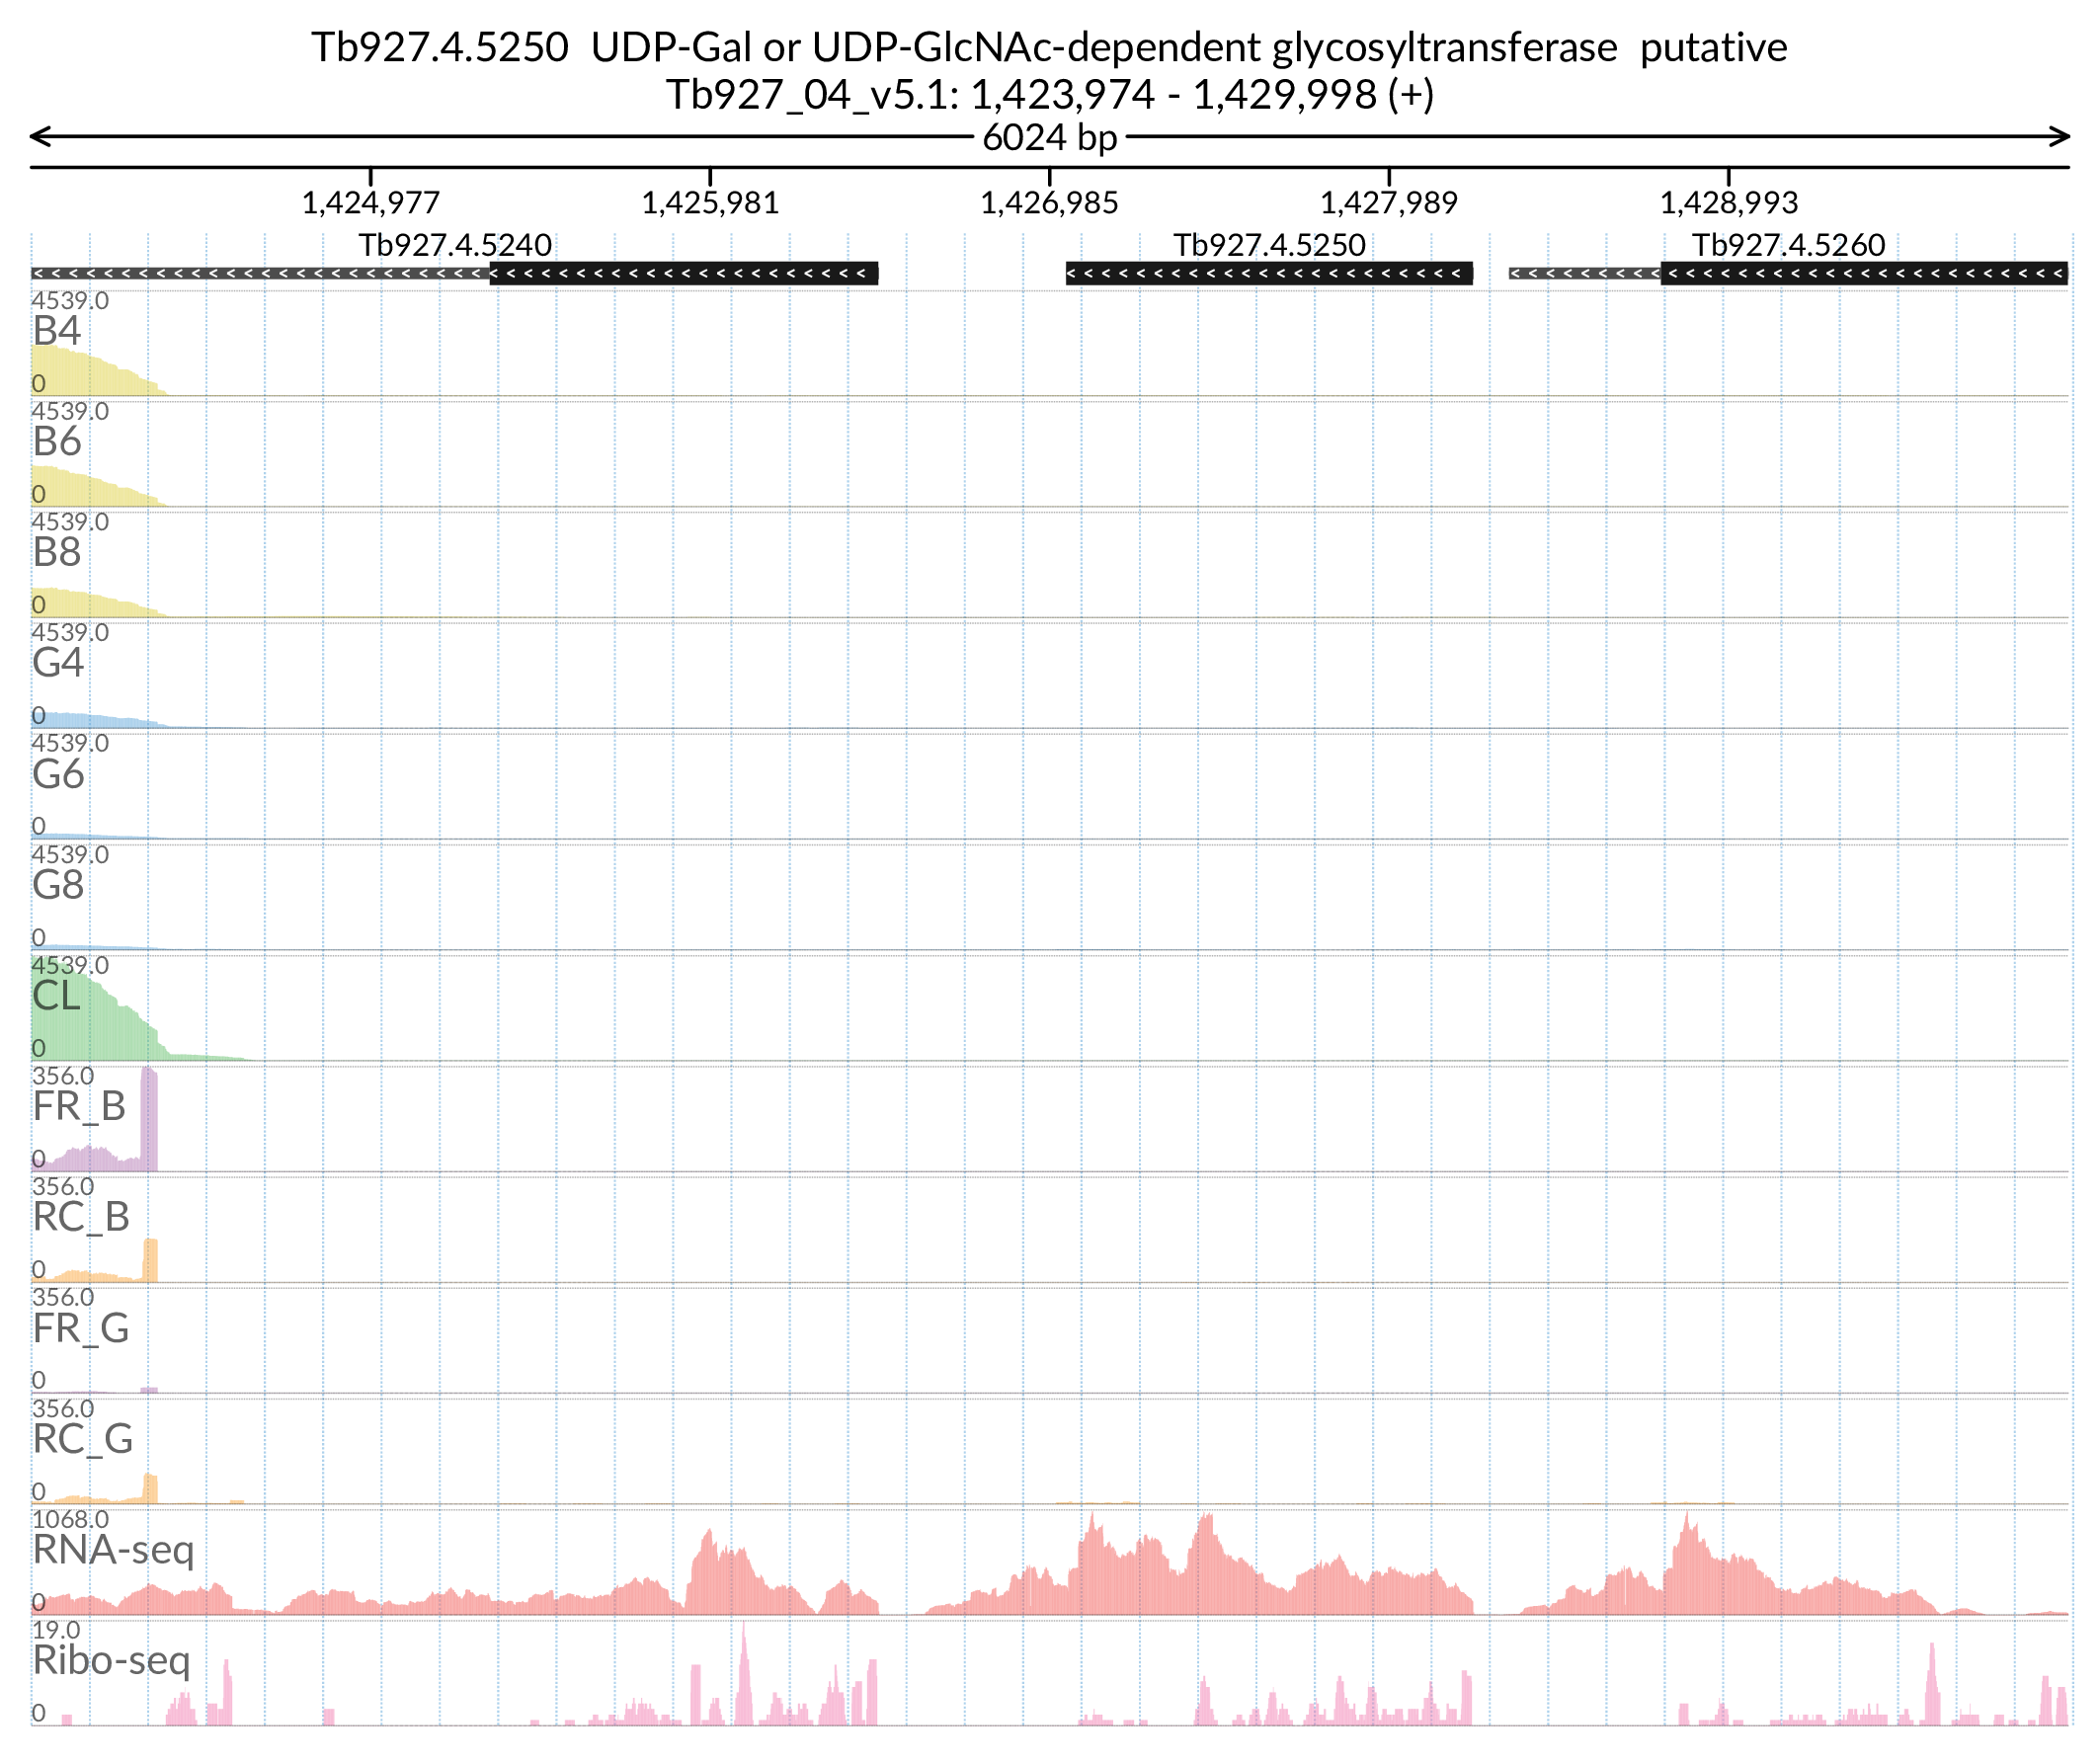 Tb927.4.5250  UDP-Gal or UDP-GlcNAc-dependent glycosyltransferase  putative
Tb927_04_v5.1: 1,423,974 - 1,429,998 (+)
6024 bp
1,424,977 1,425,981 1,426,985 1,427,989 1,428,993
Tb927.4.5240 Tb927.4.5250 Tb927.4.5260
4539.0
B4
0
4539.0
B6
0
4539.0
B8
0
4539.0
G4
0
4539.0
G6
0
4539.0
G8
0
4539.0
CL
0
356.0
FR_B
0
356.0
RC_B
0
356.0
FR_G
0
356.0
RC_G
0
1068.0
RNA-seq
0
19.0
Ribo-seq
0